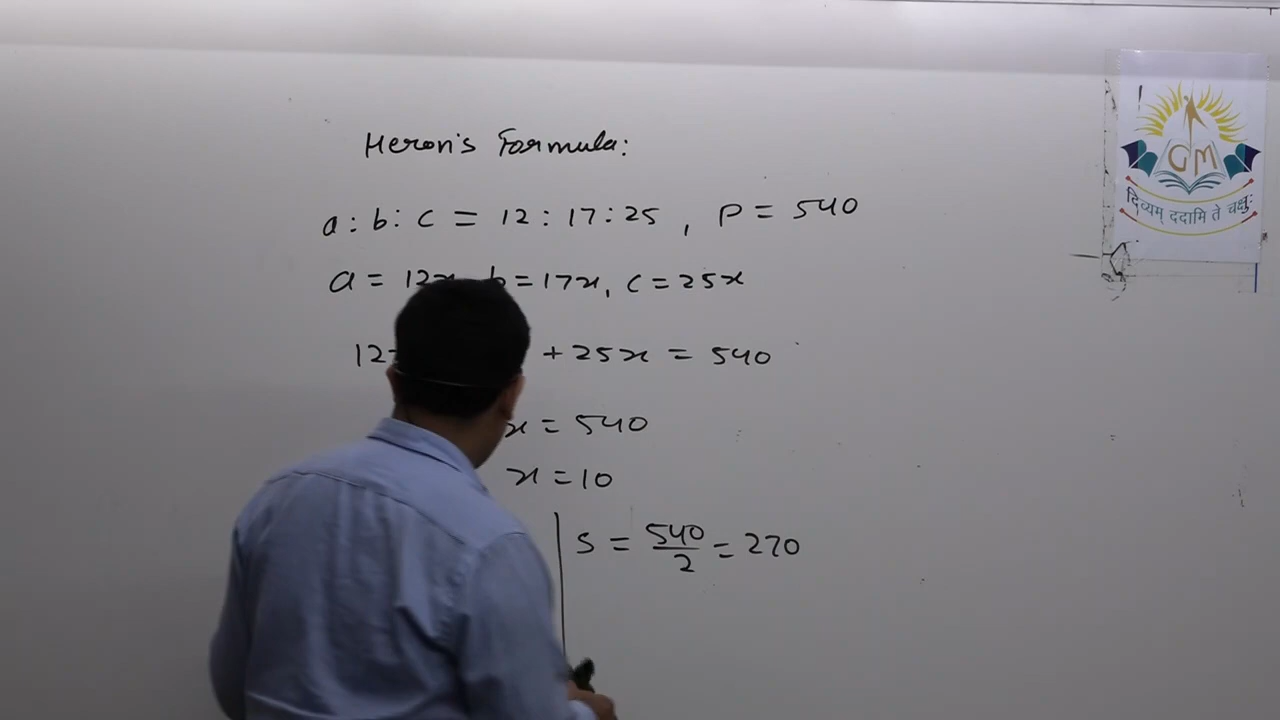 Heron's Formula:
a : b : c = 12 : 17 : 25 , P = 540
a = 12x b = 17x, c = 25x
12 + 25x = 540
x = 540
x = 10
S = 540/2 = 270
GM
दिव्यम् ददामि ते चक्षुः